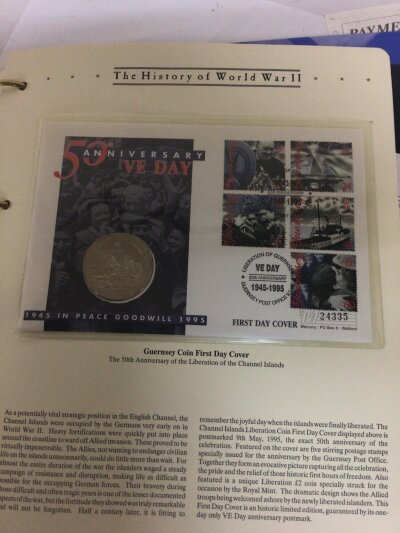 PAYME
The History of World War II
50 ANNIVERSARY
VE DAY
LIBERATION OF GUERNSEY
VE DAY
50th ANNIVERSARY
1945-1995
GUERNSEY POST OFFICE
24335
1945 IN PEACE GOODWILL 1995
FIRST DAY COVER
Mercury : PO Box 5 : Watford
Guernsey Coin First Day Cover
The 50th Anniversary of the Liberation of the Channel Islands
As a potentially vital strategic position in the English Channel, the
Channel Islands were occupied by the Germans very early on in
World War II. Heavy fortifications were quickly put into place
around the coastline to ward off Allied invasion. These proved to be
virtually impenetrable. The Allies, not wanting to endanger civilian
life on the islands unnecessarily, could do little more than wait. For
almost the entire duration of the war the islanders waged a steady
campaign of resistance and disruption, making life as difficult as
possible for the occupying German forces. Their bravery during
those difficult and often tragic years is one of the lesser documented
aspects of the war, but the fortitude they showed was truly remarkable
and will not be forgotten. Half a century later, it is fitting to
remember the joyful day when the islands were finally liberated. The
Channel Islands Liberation Coin First Day Cover displayed above is
postmarked 9th May, 1995, the exact 50th anniversary of the
celebration. Featured on the cover are five stirring postage stamps
specially issued for the anniversary by the Guernsey Post Office.
Together they form an evocative picture capturing all the celebration,
the pride and the relief of those historic first hours of freedom. Also
featured is a unique Liberation £2 coin specially struck for the
occasion by the Royal Mint. The dramatic design shows the Allied
troops being welcomed ashore by the newly liberated islanders. This
First Day Cover is an historic limited edition, guaranteed by its one-
day only VE Day anniversary postmark.